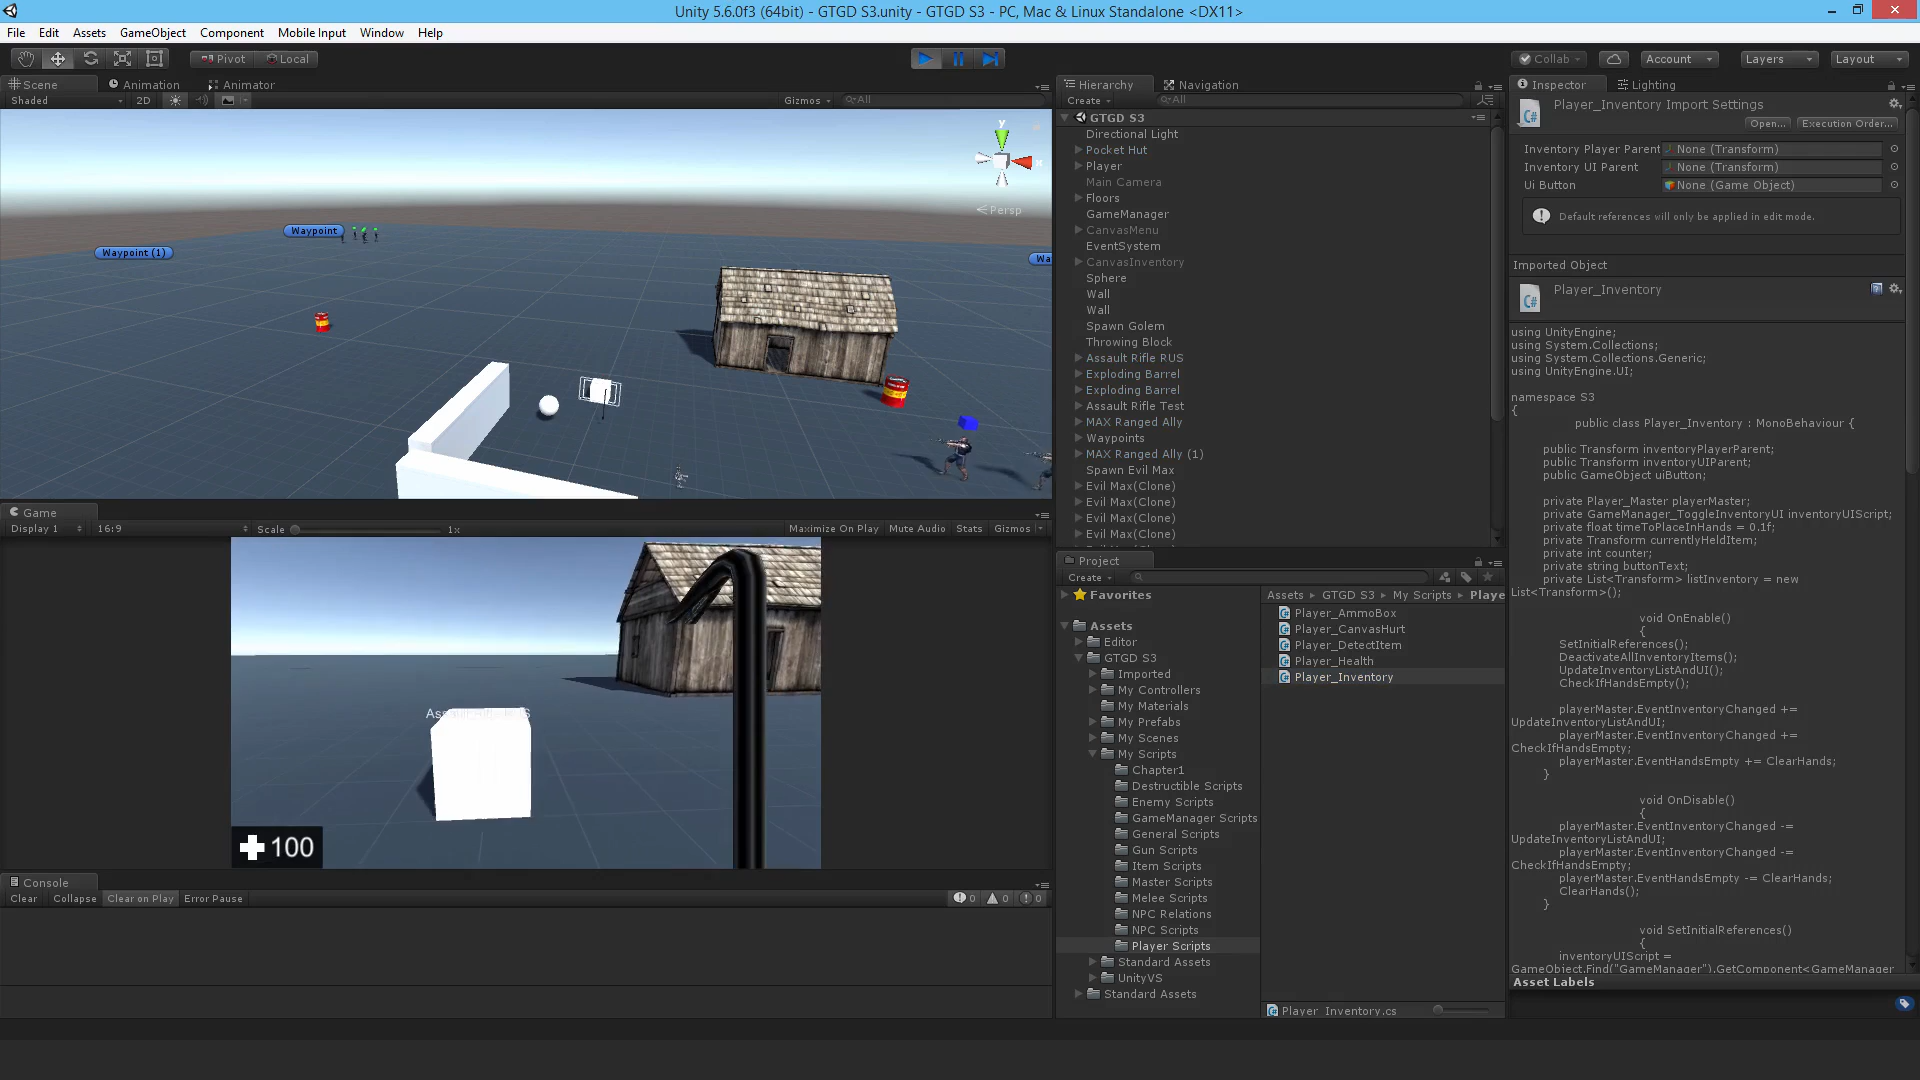 Unity 5.6.0f3 (64bit) - GTGD S3.unity - GTGD S3 - PC, Mac & Linux Standalone <DX11>
File Edit Assets GameObject Component Mobile Input Window Help
Pivot Local
Collab Account Layers Layout
Scene Animation Animator
Shaded 2D Gizmos All
Waypoint
Waypoint (1)
y
x
Persp
Game
Display 1 16:9 Scale 1x Maximize On Play Mute Audio Stats Gizmos
100
Console
Clear Collapse Clear on Play Error Pause 0 0 0
Hierarchy Navigation
Create All
GTGD S3
Directional Light
Pocket Hut
Player
Main Camera
Floors
GameManager
CanvasMenu
EventSystem
CanvasInventory
Sphere
Wall
Wall
Spawn Golem
Throwing Block
Assault Rifle RUS
Exploding Barrel
Exploding Barrel
Assault Rifle Test
MAX Ranged Ally
Waypoints
MAX Ranged Ally (1)
Spawn Evil Max
Evil Max(Clone)
Evil Max(Clone)
Evil Max(Clone)
Evil Max(Clone)
Project
Create
Favorites
Assets
Editor
GTGD S3
Imported
My Controllers
My Materials
My Prefabs
My Scenes
My Scripts
Chapter1
Destructible Scripts
Enemy Scripts
GameManager Scripts
General Scripts
Gun Scripts
Item Scripts
Master Scripts
Melee Scripts
NPC Relations
NPC Scripts
Player Scripts
Standard Assets
UnityVS
Standard Assets
Assets GTGD S3 My Scripts Playe
Player_AmmoBox
Player_CanvasHurt
Player_DetectItem
Player_Health
Player_Inventory
Player_Inventory.cs
Inspector Lighting
Player_Inventory Import Settings
Open... Execution Order...
Inventory Player Parent None (Transform)
Inventory UI Parent None (Transform)
Ui Button None (Game Object)
Default references will only be applied in edit mode.
Imported Object
Player_Inventory
using UnityEngine;
using System.Collections;
using System.Collections.Generic;
using UnityEngine.UI;
namespace S3
{
public class Player_Inventory : MonoBehaviour {
public Transform inventoryPlayerParent;
public Transform inventoryUIParent;
public GameObject uiButton;
private Player_Master playerMaster;
private GameManager_ToggleInventoryUI inventoryUIScript;
private float timeToPlaceInHands = 0.1f;
private Transform currentlyHeldItem;
private int counter;
private string buttonText;
private List<Transform> listInventory = new
List<Transform>();
void OnEnable()
{
SetInitialReferences();
DeactivateAllInventoryItems();
UpdateInventoryListAndUI();
CheckIfHandsEmpty();
playerMaster.EventInventoryChanged +=
UpdateInventoryListAndUI;
playerMaster.EventInventoryChanged +=
CheckIfHandsEmpty;
playerMaster.EventHandsEmpty += ClearHands;
}
void OnDisable()
{
playerMaster.EventInventoryChanged -=
UpdateInventoryListAndUI;
playerMaster.EventInventoryChanged -=
CheckIfHandsEmpty;
playerMaster.EventHandsEmpty -= ClearHands;
ClearHands();
}
void SetInitialReferences()
{
inventoryUIScript =
GameObject.Find("GameManager").GetComponent<GameManager
Asset Labels